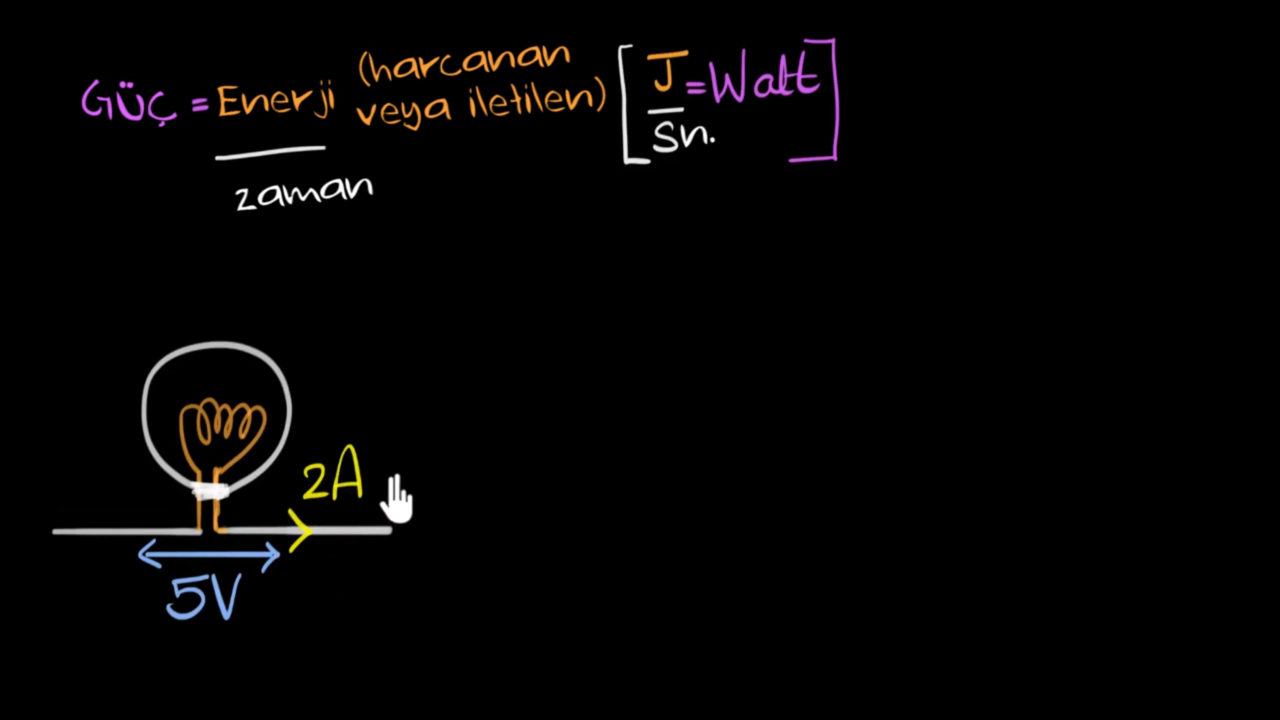 Güç = Enerji (harcanan veya iletilen) [J = Watt]
zaman Sn.
2A
5V